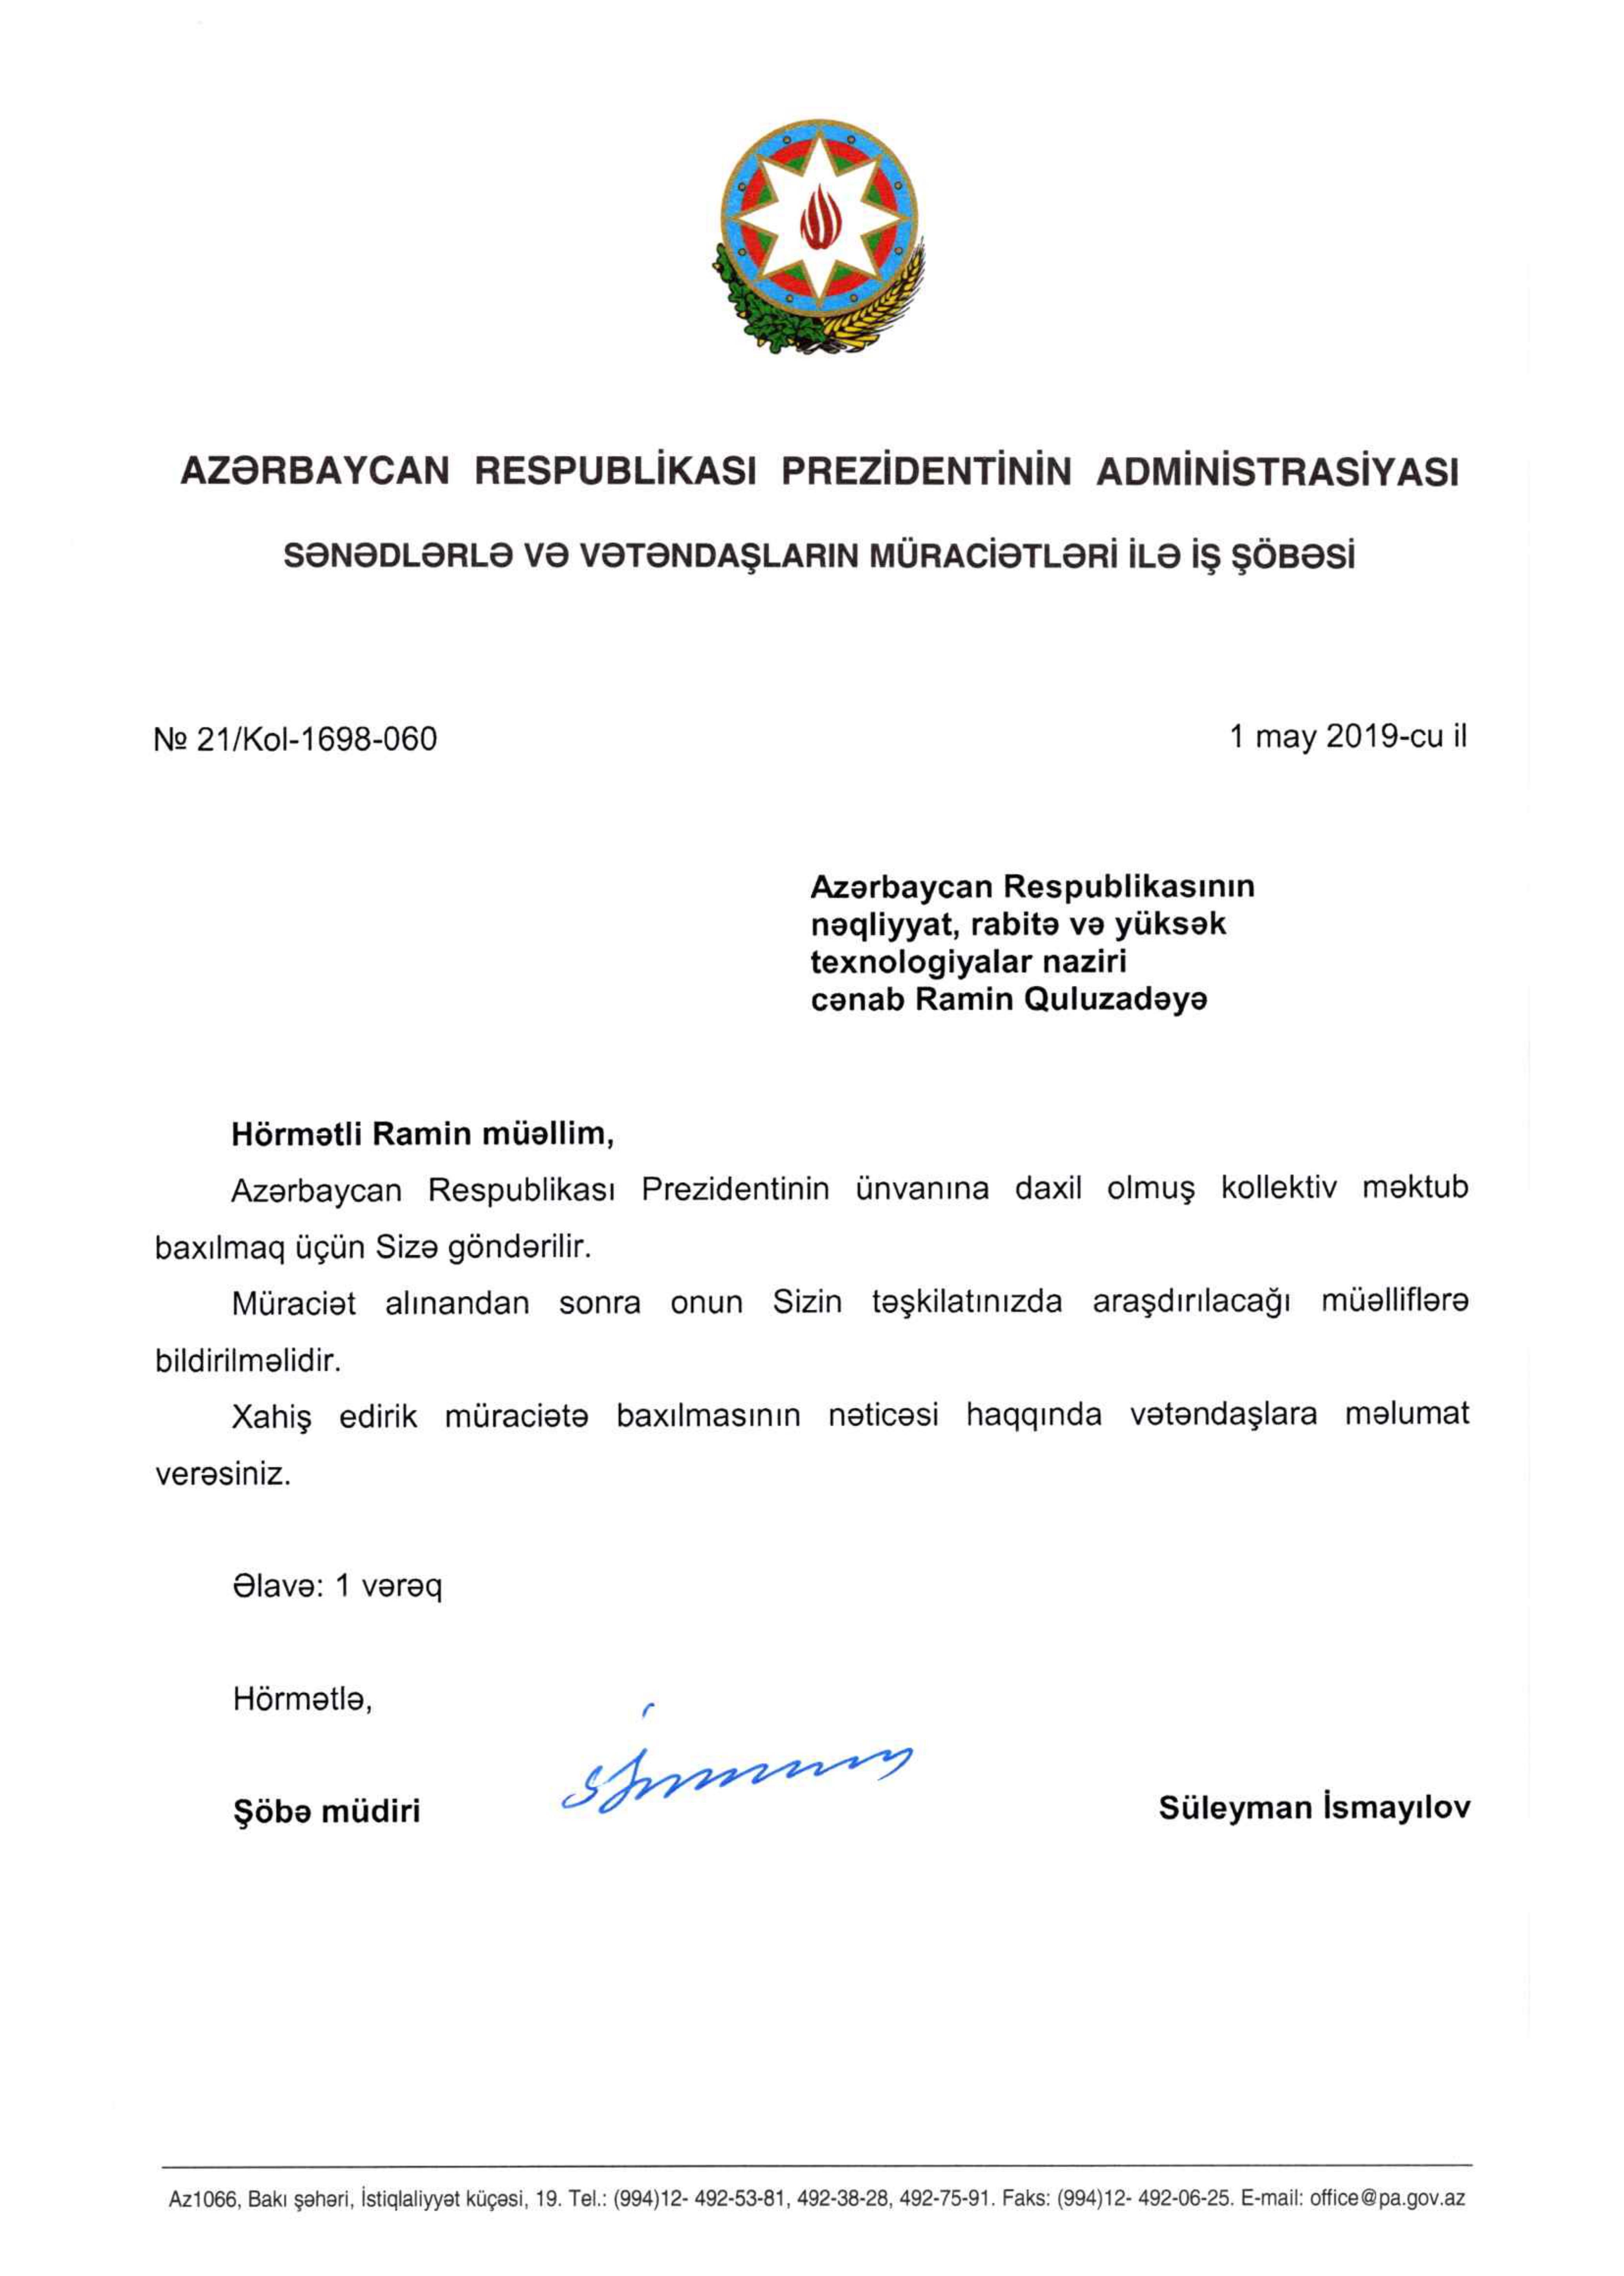 AZƏRBAYCAN RESPUBLİKASI PREZİDENTİNİN ADMİNİSTRASİYASI
SƏNƏDLƏRLƏ VƏ VƏTƏNDAŞLARIN MÜRACİƏTLƏRİ İLƏ İŞ ŞÖBƏSİ
№ 21/Kol-1698-060
1 may 2019-cu il
Azərbaycan Respublikasının
nəqliyyat, rabitə və yüksək
texnologiyalar naziri
cənab Ramin Quluzadəyə
Hörmətli Ramin müəllim,
Azərbaycan Respublikası Prezidentinin ünvanına daxil olmuş kollektiv məktub
baxılmaq üçün Sizə göndərilir.
Müraciət alınandan sonra onun Sizin təşkilatınızda araşdırılacağı müəlliflərə
bildirilməlidir.
Xahiş edirik müraciətə baxılmasının nəticəsi haqqında vətəndaşlara məlumat
verəsiniz.
Əlavə: 1 vərəq
Hörmətlə,
Şöbə müdiri
Süleyman İsmayılov
Az1066, Bakı şəhəri, İstiqlaliyyət küçəsi, 19. Tel.: (994)12- 492-53-81, 492-38-28, 492-75-91. Faks: (994)12- 492-06-25. E-mail: office@pa.gov.az